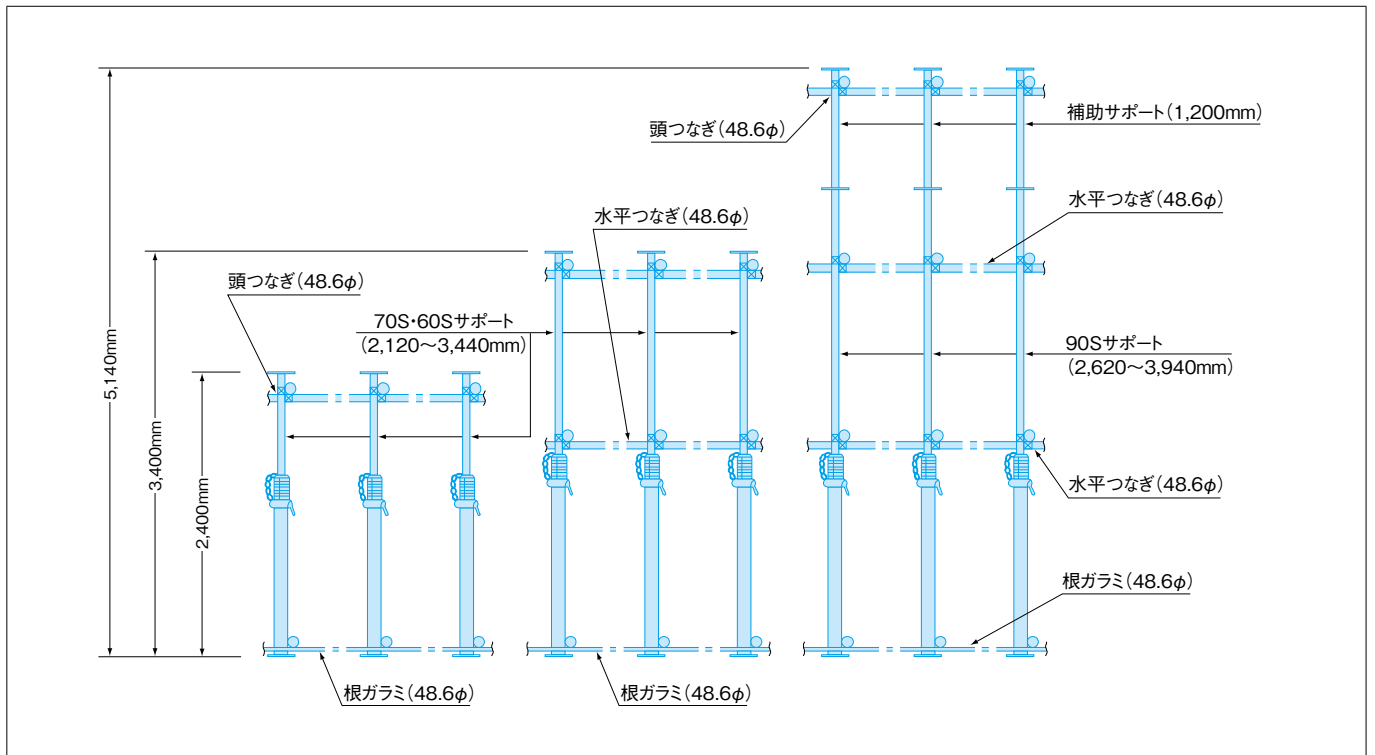 頭つなぎ(48.6φ)
補助サポート(1,200mm)
水平つなぎ(48.6φ)
水平つなぎ(48.6φ)
頭つなぎ(48.6φ)
70S・60Sサポート
(2,120〜3,440mm)
90Sサポート
(2,620〜3,940mm)
5,140mm
3,400mm
2,400mm
水平つなぎ(48.6φ)
根ガラミ(48.6φ)
根ガラミ(48.6φ)
根ガラミ(48.6φ)